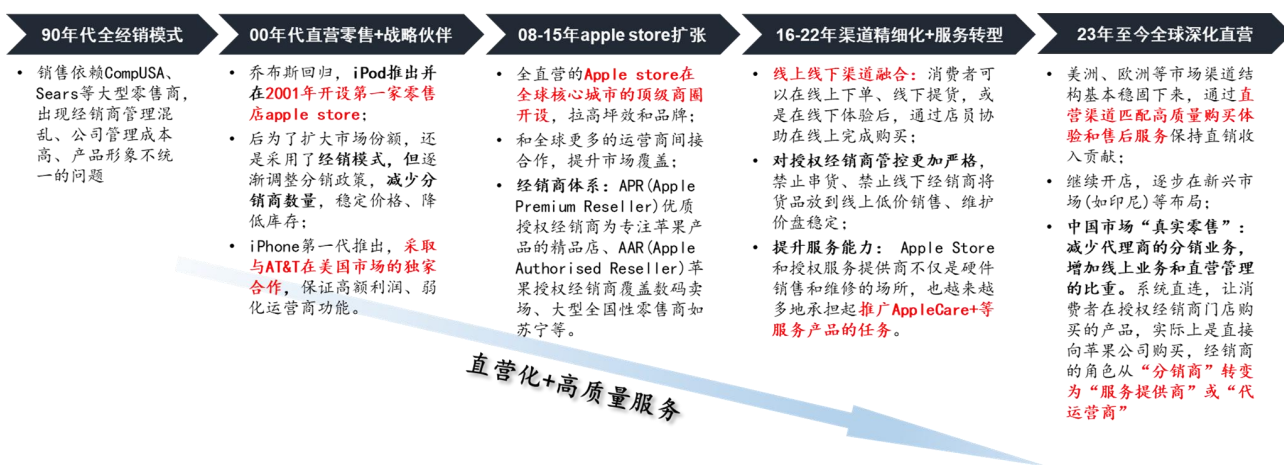 90年代全经销模式
00年代直营零售+战略伙伴
08-15年apple store扩张
16-22年渠道精细化+服务转型
23年至今全球深化直营
• 销售依赖CompUSA、
Sears等大型零售商，
出现经销商管理混
乱、公司管理成本
高、产品形象不统
一的问题
• 乔布斯回归，iPod推出并
在2001年开设第一家零售
店apple store；
• 后为了扩大市场份额，还
是采用了经销模式，但逐
渐调整分销政策，减少分
销商数量，稳定价格、降
低库存；
• iPhone第一代推出，采取
与AT&T在美国市场的独家
合作，保证高额利润、弱
化运营商功能。
• 全直营的Apple store在
全球核心城市的顶级商圈
开设，拉高坪效和品牌；
• 和全球更多的运营商间接
合作，提升市场覆盖；
• 经销商体系：APR(Apple
Premium Reseller)优质
授权经销商为专注苹果产
品的精品店、AAR(Apple
Authorised Reseller)苹
果授权经销商覆盖数码卖
场、大型全国性零售商如
苏宁等。
• 线上线下渠道融合：消费者可
以在线上下单、线下提货，或
是在线下体验后，通过店员协
助在线上完成购买；
• 对授权经销商管控更加严格，
禁止串货、禁止线下经销商将
货品放到线上低价销售、维护
价盘稳定；
• 提升服务能力： Apple Store
和授权服务提供商不仅是硬件
销售和维修的场所，也越来越
多地承担起推广AppleCare+等
服务产品的任务。
• 美洲、欧洲等市场渠道结
构基本稳固下来，通过直
营渠道匹配高质量购买体
验和售后服务保持直销收
入贡献；
• 继续开店，逐步在新兴市
场(如印尼)等布局；
• 中国市场“真实零售”：
减少代理商的分销业务，
增加线上业务和直营管理
的比重。系统直连，让消
费者在授权经销商门店购
买的产品，实际上是直接
向苹果公司购买，经销商
的角色从“分销商”转变
为“服务提供商”或“代
运营商”
直营化+高质量服务